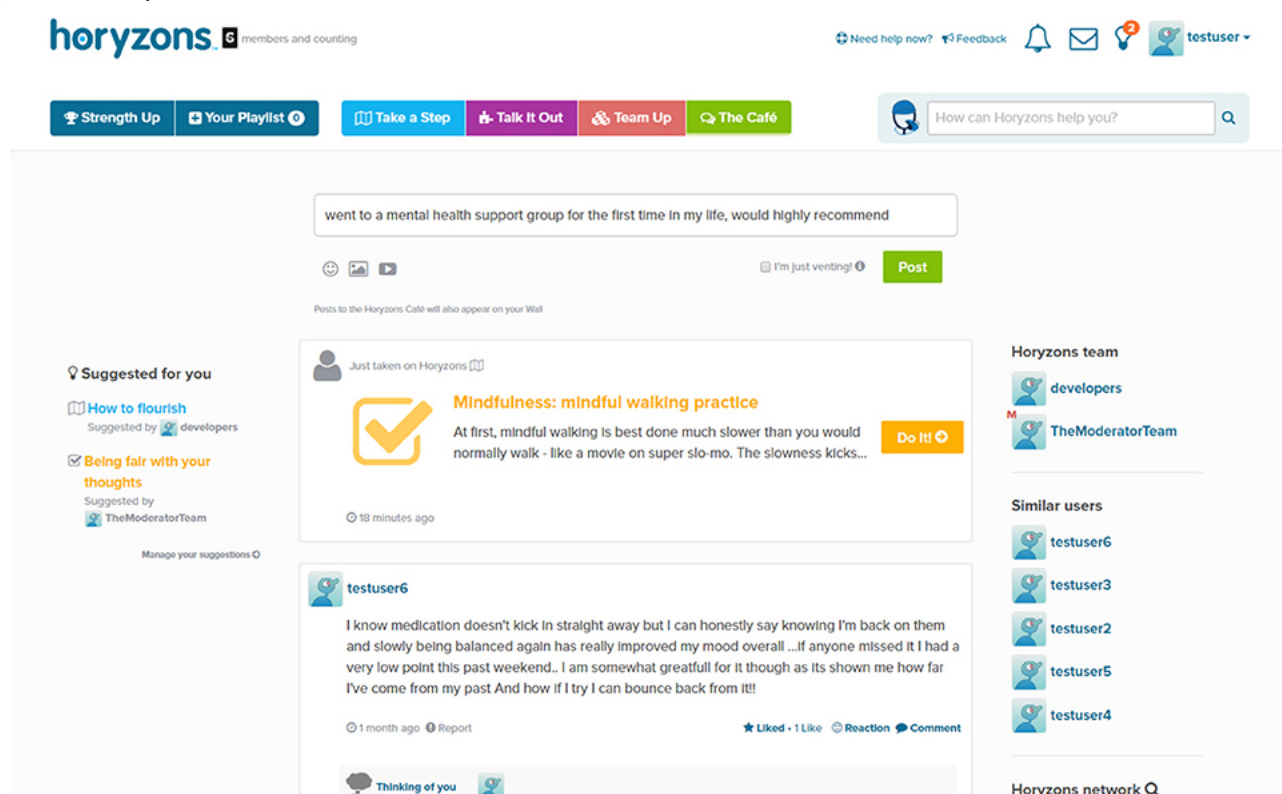 horyzons 6 members and counting
Need help now? Feedback 2 testuser
Strength Up Your Playlist 0 Take a Step Talk It Out Team Up The Café How can Horyzons help you?
went to a mental health support group for the first time in my life, would highly recommend
I'm just venting! Post
Posts to the Horyzons Café will also appear on your Wall
Suggested for you
How to flourish
Suggested by developers
Being fair with your
thoughts
Suggested by
TheModeratorTeam
Manage your suggestions
Just taken on Horyzons
Mindfulness: mindful walking practice
At first, mindful walking is best done much slower than you would
normally walk - like a movie on super slo-mo. The slowness kicks...
Do It!
18 minutes ago
testuser6
I know medication doesn't kick in straight away but I can honestly say knowing I'm back on them
and slowly being balanced again has really improved my mood overall ...if anyone missed it I had a
very low point this past weekend.. I am somewhat greatfull for it though as its shown me how far
I've come from my past And how if I try I can bounce back from it!!
1 month ago Report Liked • 1 Like Reaction Comment
Thinking of you
Horyzons team
developers
M
TheModeratorTeam
Similar users
testuser6
testuser3
testuser2
testuser5
testuser4
Horyzons network